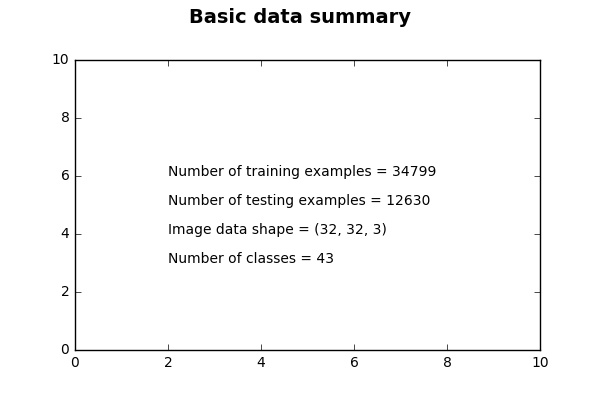 Basic data summary
10
8
6
4
2
0
Number of training examples = 34799
Number of testing examples = 12630
Image data shape = (32, 32, 3)
Number of classes = 43
0 2 4 6 8 10